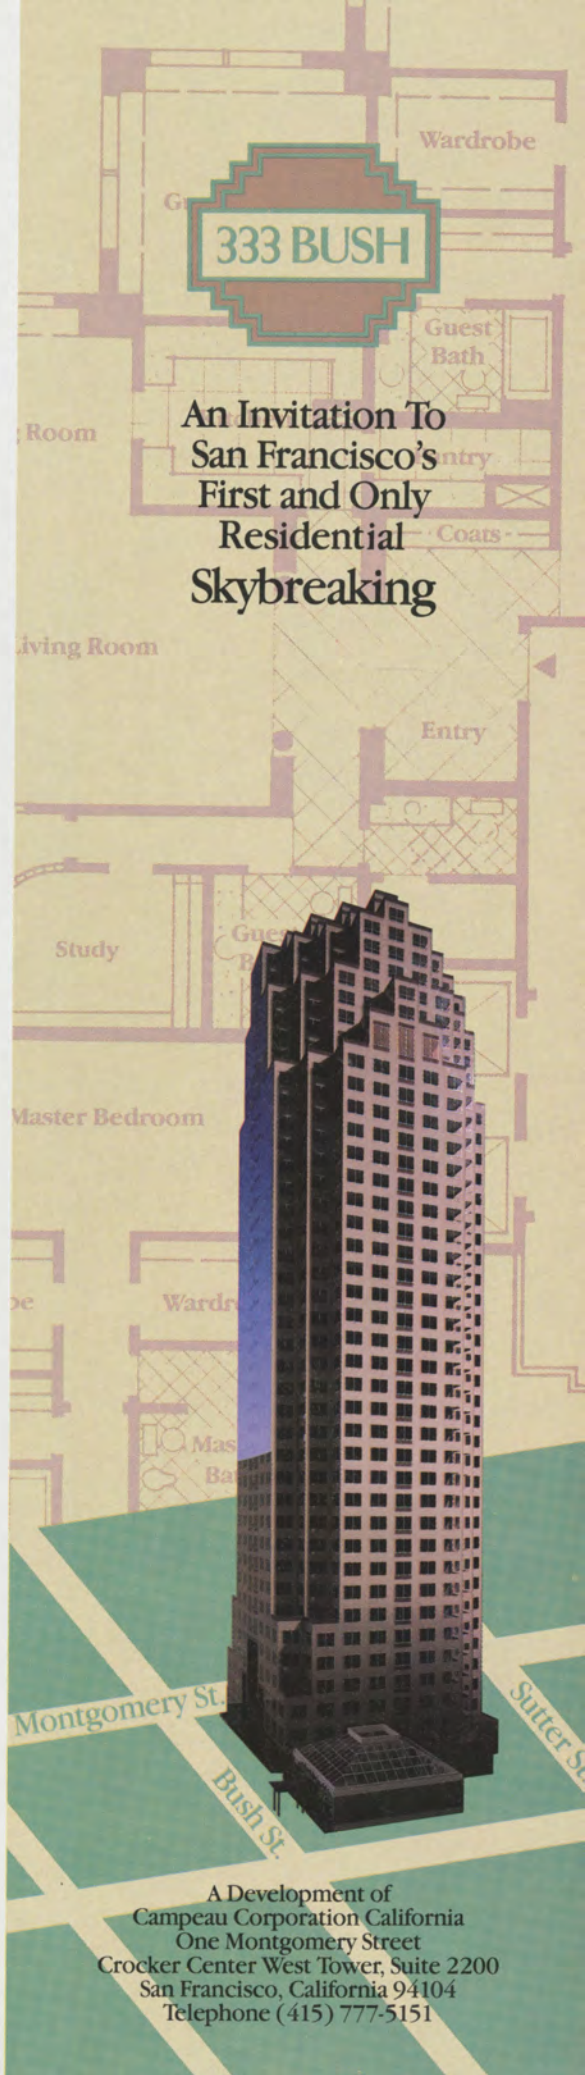 Wardrobe
333 BUSH
Guest
Bath
An Invitation To
San Francisco's
First and Only
Residential
Skybreaking
Room
Coats
Living Room
Entry
Study
Master Bedroom
Montgomery St.
Bush St.
Sutter St.
A Development of
Campeau Corporation California
One Montgomery Street
Crocker Center West Tower, Suite 2200
San Francisco, California 94104
Telephone (415) 777-5151